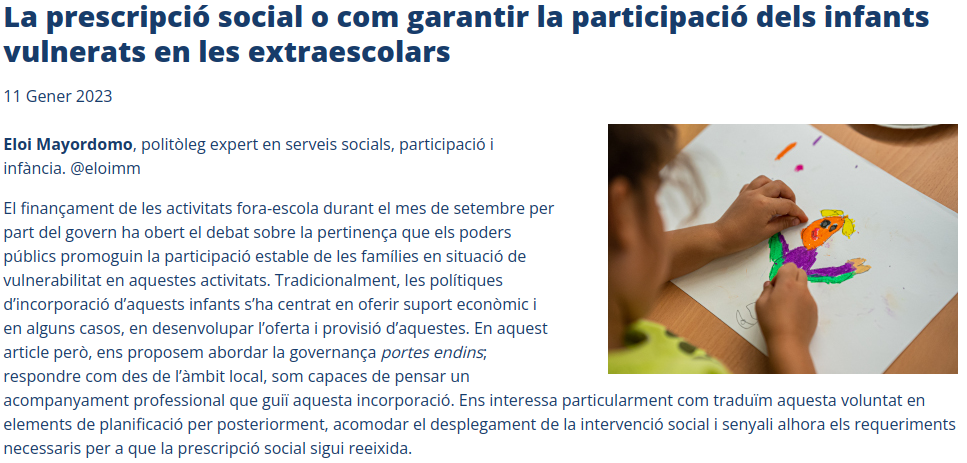 La prescripció social o com garantir la participació dels infants
vulnerats en les extraescolars
11 Gener 2023
Eloi Mayordomo, politòleg expert en serveis socials, participació i
infància. @eloimm
El finançament de les activitats fora-escola durant el mes de setembre per
part del govern ha obert el debat sobre la pertinença que els poders
públics promoguin la participació estable de les famílies en situació de
vulnerabilitat en aquestes activitats. Tradicionalment, les polítiques
d’incorporació d’aquests infants s’ha centrat en oferir suport econòmic i
en alguns casos, en desenvolupar l’oferta i provisió d’aquestes. En aquest
article però, ens proposem abordar la governança portes endins;
respondre com des de l’àmbit local, som capaces de pensar un
acompanyament professional que guiï aquesta incorporació. Ens interessa particularment com traduïm aquesta voluntat en
elements de planificació per posteriorment, acomodar el desplegament de la intervenció social i senyali alhora els requeriments
necessaris per a que la prescripció social sigui reeixida.